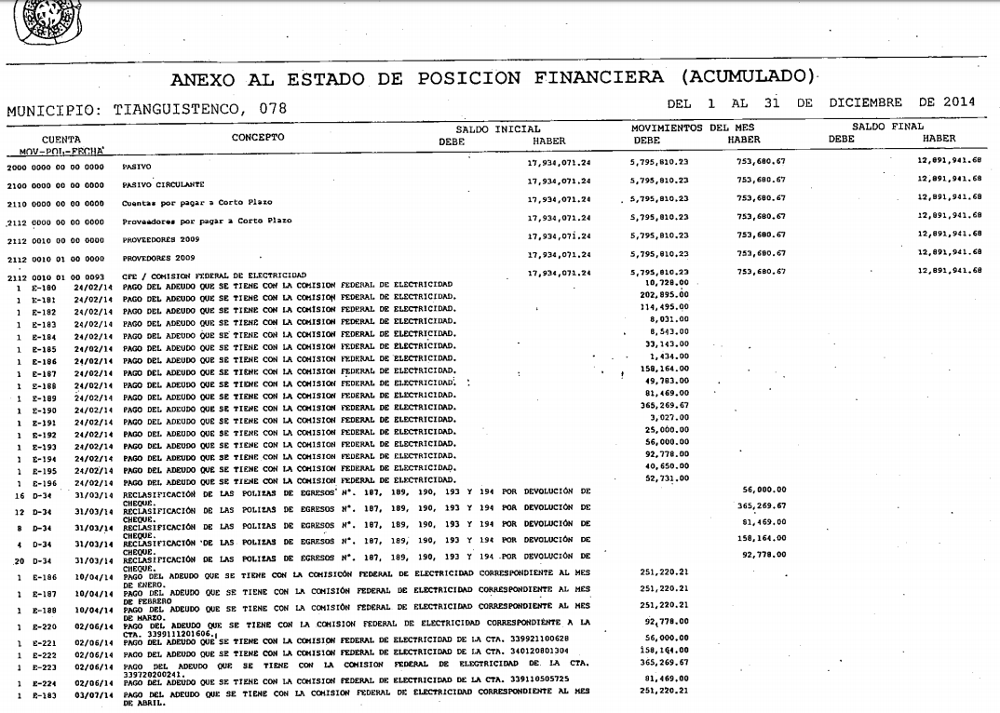 ANEXO AL ESTADO DE POSICION FINANCIERA (ACUMULADO)
MUNICIPIO: TIANGUISTENCO, 078 DEL 1 AL 31 DE DICIEMBRE DE 2014
CUENTA CONCEPTO SALDO INICIAL MOVIMIENTOS DEL MES SALDO FINAL
MOV-POL-FECHA DEBE HABER DEBE HABER DEBE HABER
2000 0000 00 00 0000 PASIVO 17,934,071.24 5,795,810.23 753,680.67 12,891,941.68
2100 0000 00 00 0000 PASIVO CIRCULANTE 17,934,071.24 5,795,810.23 753,680.67 12,891,941.68
2110 0000 00 00 0000 Cuentas por pagar a Corto Plazo 17,934,071.24 5,795,810.23 753,680.67 12,891,941.68
2112 0000 00 00 0000 Proveedores por pagar a Corto Plazo 17,934,071.24 5,795,810.23 753,680.67 12,891,941.68
2112 0010 00 00 0000 PROVEEDORES 2009 17,934,071.24 5,795,810.23 753,680.67 12,891,941.68
2112 0010 01 00 0000 PROVEDORES 2009 17,934,071.24 5,795,810.23 753,680.67 12,891,941.68
2112 0010 01 00 0093 CFE / COMISION FEDERAL DE ELECTRICIDAD 17,934,071.24 5,795,810.23 753,680.67 12,891,941.68
1 E-180 24/02/14 PAGO DEL ADEUDO QUE SE TIENE CON LA COMISION FEDERAL DE ELECTRICIDAD 10,728.00
1 E-181 24/02/14 PAGO DEL ADEUDO QUE SE TIENE CON LA COMISION FEDERAL DE ELECTRICIDAD. 202,895.00
1 E-182 24/02/14 PAGO DEL ADEUDO QUE SE TIENE CON LA COMISION FEDERAL DE ELECTRICIDAD. 114,495.00
1 E-183 24/02/14 PAGO DEL ADEUDO QUE SE TIENE CON LA COMISION FEDERAL DE ELECTRICIDAD. 8,031.00
1 E-184 24/02/14 PAGO DEL ADEUDO QUE SE TIENE CON LA COMISION FEDERAL DE ELECTRICIDAD. 8,543.00
1 E-185 24/02/14 PAGO DEL ADEUDO QUE SE TIENE CON LA COMISION FEDERAL DE ELECTRICIDAD. 33,143.00
1 E-186 24/02/14 PAGO DEL ADEUDO QUE SE TIENE CON LA COMISION FEDERAL DE ELECTRICIDAD. 1,434.00
1 E-187 24/02/14 PAGO DEL ADEUDO QUE SE TIENE CON LA COMISION FEDERAL DE ELECTRICIDAD. 158,164.00
1 E-188 24/02/14 PAGO DEL ADEUDO QUE SE TIENE CON LA COMISION FEDERAL DE ELECTRICIDAD. 49,783.00
1 E-189 24/02/14 PAGO DEL ADEUDO QUE SE TIENE CON LA COMISION FEDERAL DE ELECTRICIDAD. 81,469.00
1 E-190 24/02/14 PAGO DEL ADEUDO QUE SE TIENE CON LA COMISION FEDERAL DE ELECTRICIDAD. 365,269.67
1 E-191 24/02/14 PAGO DEL ADEUDO QUE SE TIENE CON LA COMISION FEDERAL DE ELECTRICIDAD. 3,027.00
1 E-192 24/02/14 PAGO DEL ADEUDO QUE SE TIENE CON LA COMISION FEDERAL DE ELECTRICIDAD. 25,000.00
1 E-193 24/02/14 PAGO DEL ADEUDO QUE SE TIENE CON LA COMISION FEDERAL DE ELECTRICIDAD. 56,000.00
1 E-194 24/02/14 PAGO DEL ADEUDO QUE SE TIENE CON LA COMISION FEDERAL DE ELECTRICIDAD. 92,778.00
1 E-195 24/02/14 PAGO DEL ADEUDO QUE SE TIENE CON LA COMISION FEDERAL DE ELECTRICIDAD. 40,650.00
1 E-196 24/02/14 PAGO DEL ADEUDO QUE SE TIENE CON LA COMISION FEDERAL DE ELECTRICIDAD. 52,731.00
16 D-34 31/03/14 RECLASIFICACIÓN DE LAS POLIZAS DE EGRESOS N°. 187, 189, 190, 193 Y 194 POR DEVOLUCIÓN DE 56,000.00
CHEQUE.
12 D-34 31/03/14 RECLASIFICACIÓN DE LAS POLIZAS DE EGRESOS N°. 187, 189, 190, 193 Y 194 POR DEVOLUCIÓN DE 365,269.67
CHEQUE.
8 D-34 31/03/14 RECLASIFICACIÓN DE LAS POLIZAS DE EGRESOS N°. 187, 189, 190, 193 Y 194 POR DEVOLUCIÓN DE 81,469.00
CHEQUE.
4 D-34 31/03/14 RECLASIFICACIÓN DE LAS POLIZAS DE EGRESOS N°. 187, 189, 190, 193 Y 194 POR DEVOLUCIÓN DE 158,164.00
CHEQUE.
20 D-34 31/03/14 RECLASIFICACIÓN DE LAS POLIZAS DE EGRESOS N°. 187, 189, 190, 193 Y 194 POR DEVOLUCIÓN DE 92,778.00
CHEQUE.
1 E-186 10/04/14 PAGO DEL ADEUDO QUE SE TIENE CON LA COMISIÓN FEDERAL DE ELECTRICIDAD CORRESPONDIENTE AL MES 251,220.21
DE ENERO.
1 E-187 10/04/14 PAGO DEL ADEUDO QUE SE TIENE CON LA COMISIÓN FEDERAL DE ELECTRICIDAD CORRESPONDIENTE AL MES 251,220.21
DE FEBRERO
1 E-188 10/04/14 PAGO DEL ADEUDO QUE SE TIENE CON LA COMISIÓN FEDERAL DE ELECTRICIDAD CORRESPONDIENTE AL MES 251,220.21
DE MARZO.
1 E-220 02/06/14 PAGO DEL ADEUDO QUE SE TIENE CON LA COMISION FEDERAL DE ELECTRICIDAD CORRESPONDIENTE A LA 92,778.00
CTA. 3399111201606.
1 E-221 02/06/14 PAGO DEL ADEUDO QUE SE TIENE CON LA COMISION FEDERAL DE ELECTRICIDAD DE LA CTA. 339921100628 56,000.00
1 E-222 02/06/14 PAGO DEL ADEUDO QUE SE TIENE CON LA COMISION FEDERAL DE ELECTRICIDAD DE LA CTA. 340120801304 158,164.00
1 E-223 02/06/14 PAGO DEL ADEUDO QUE SE TIENE CON LA COMISION FEDERAL DE ELECTRICIDAD DE LA CTA. 365,269.67
339720200241.
1 E-224 02/06/14 PAGO DEL ADEUDO QUE SE TIENE CON LA COMISION FEDERAL DE ELECTRICIDAD DE LA CTA. 339110505725 81,469.00
1 E-183 03/07/14 PAGO DEL ADEUDO QUE SE TIENE CON LA COMISION FEDERAL DE ELECTRICIDAD CORRESPONDIENTE AL MES 251,220.21
DE ABRIL.